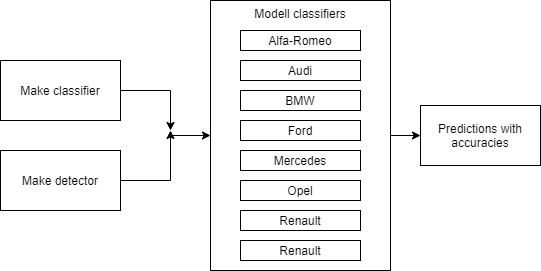 Modell classifiers
Alfa-Romeo
Audi
BMW
Ford
Mercedes
Opel
Renault
Renault
Make classifier
Make detector
Predictions with
accuracies